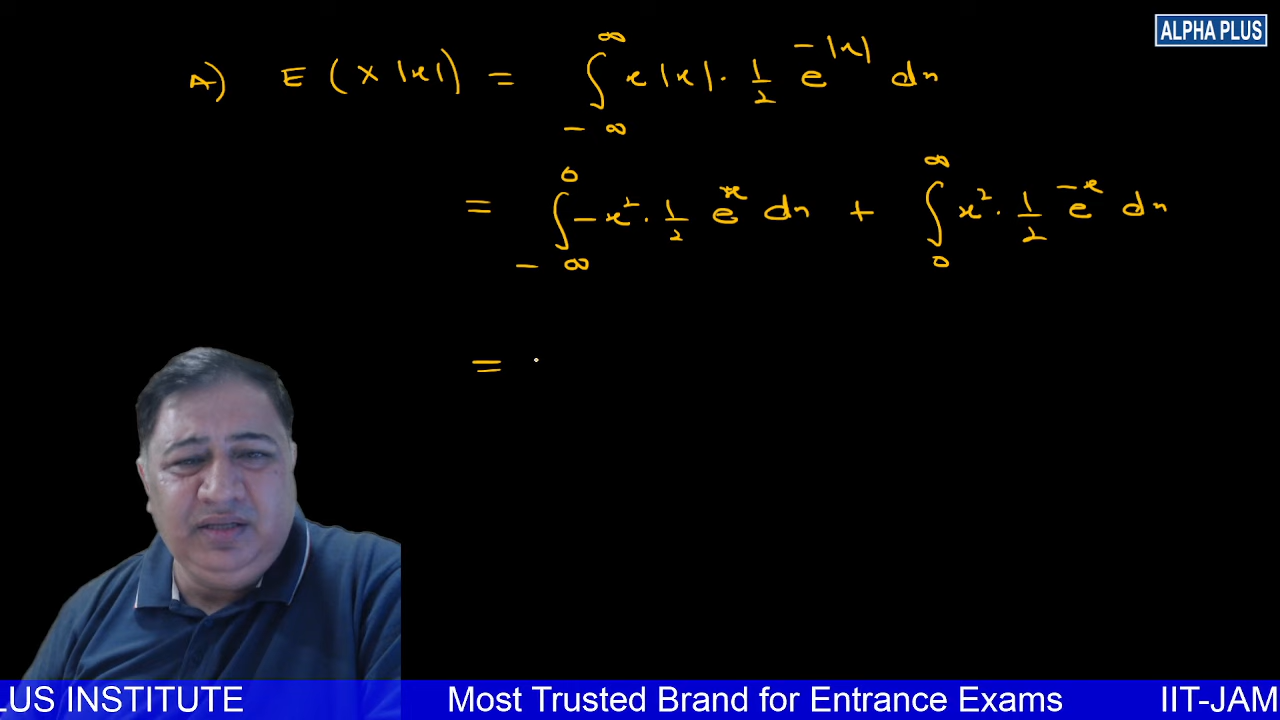 ALPHA PLUS
A) E (X |x|) = ∫_{-∞}^{∞} x|x| · 1/2 e^{-|x|} dx
= ∫_{-∞}^{0} -x² · 1/2 e^{x} dx + ∫_{0}^{∞} x² · 1/2 e^{-x} dx
=
LUS INSTITUTE Most Trusted Brand for Entrance Exams IIT-JAM